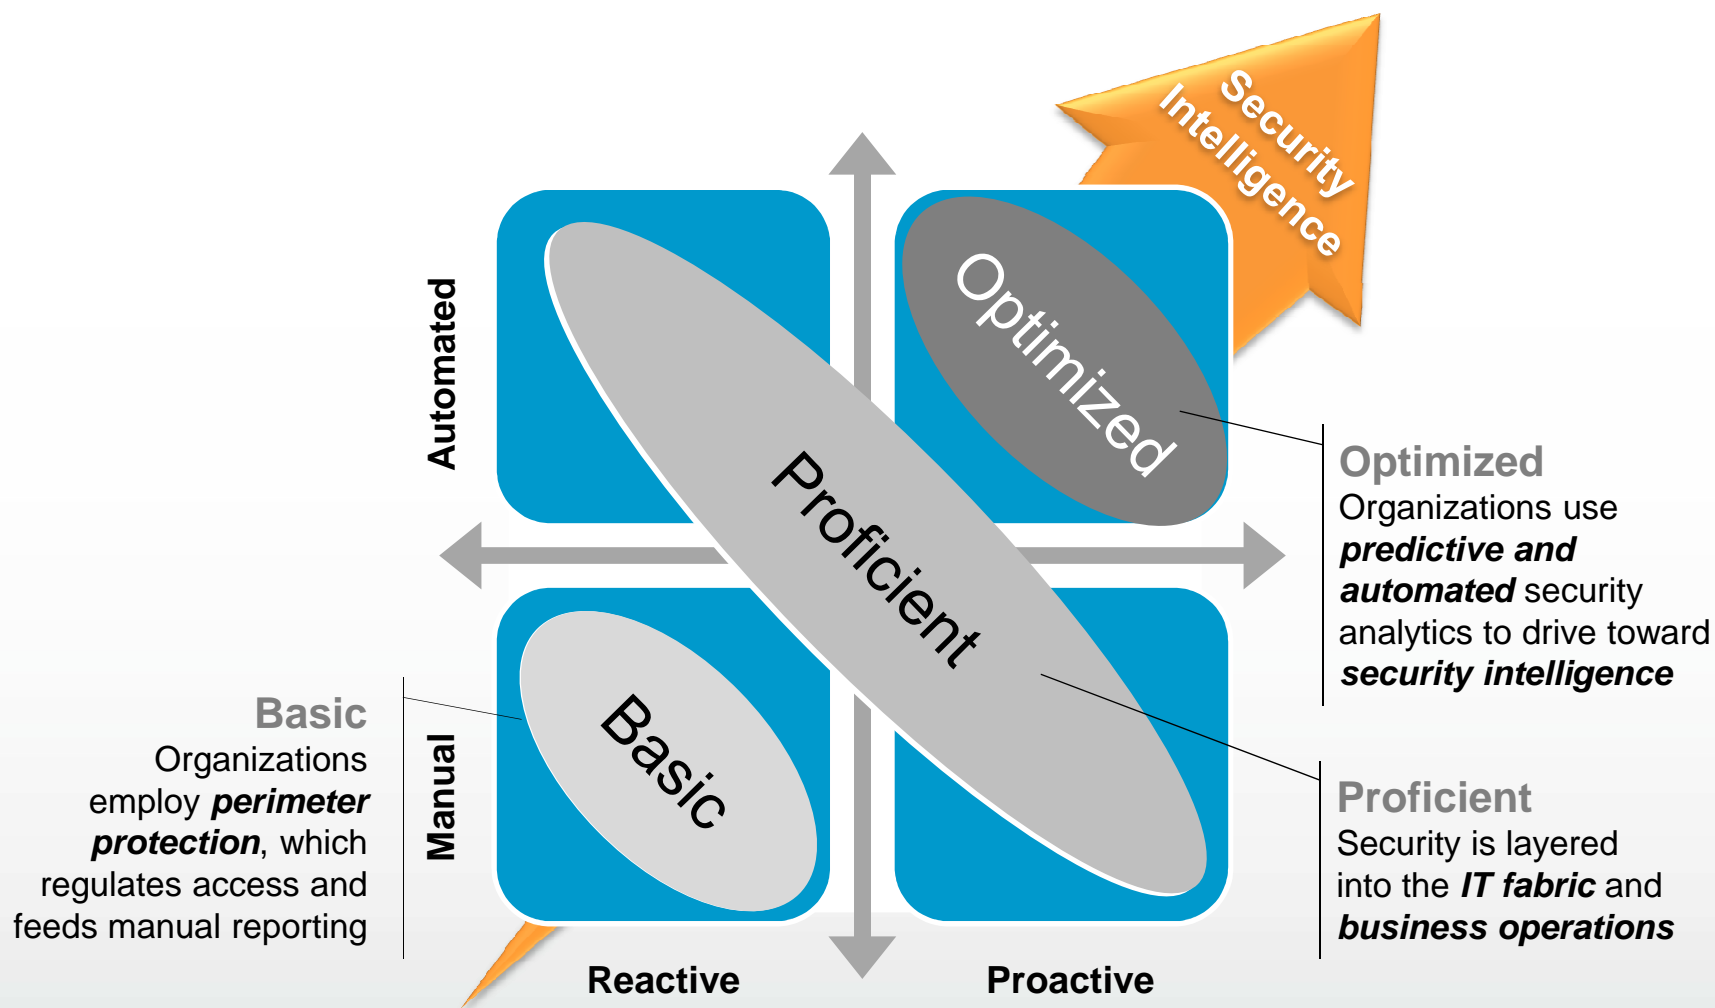 Security
Intelligence
Automated
Manual
Reactive
Proactive
Optimized
Proficient
Basic
Basic
Organizations
employ perimeter
protection, which
regulates access and
feeds manual reporting
Optimized
Organizations use
predictive and
automated security
analytics to drive toward
security intelligence
Proficient
Security is layered
into the IT fabric and
business operations